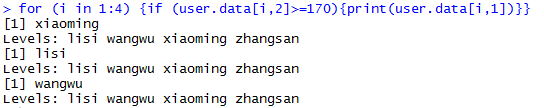 > for (i in 1:4) {if (user.data[i,2]>=170){print(user.data[i,1])}}
[1] xiaoming
Levels: lisi wangwu xiaoming zhangsan
[1] lisi
Levels: lisi wangwu xiaoming zhangsan
[1] wangwu
Levels: lisi wangwu xiaoming zhangsan